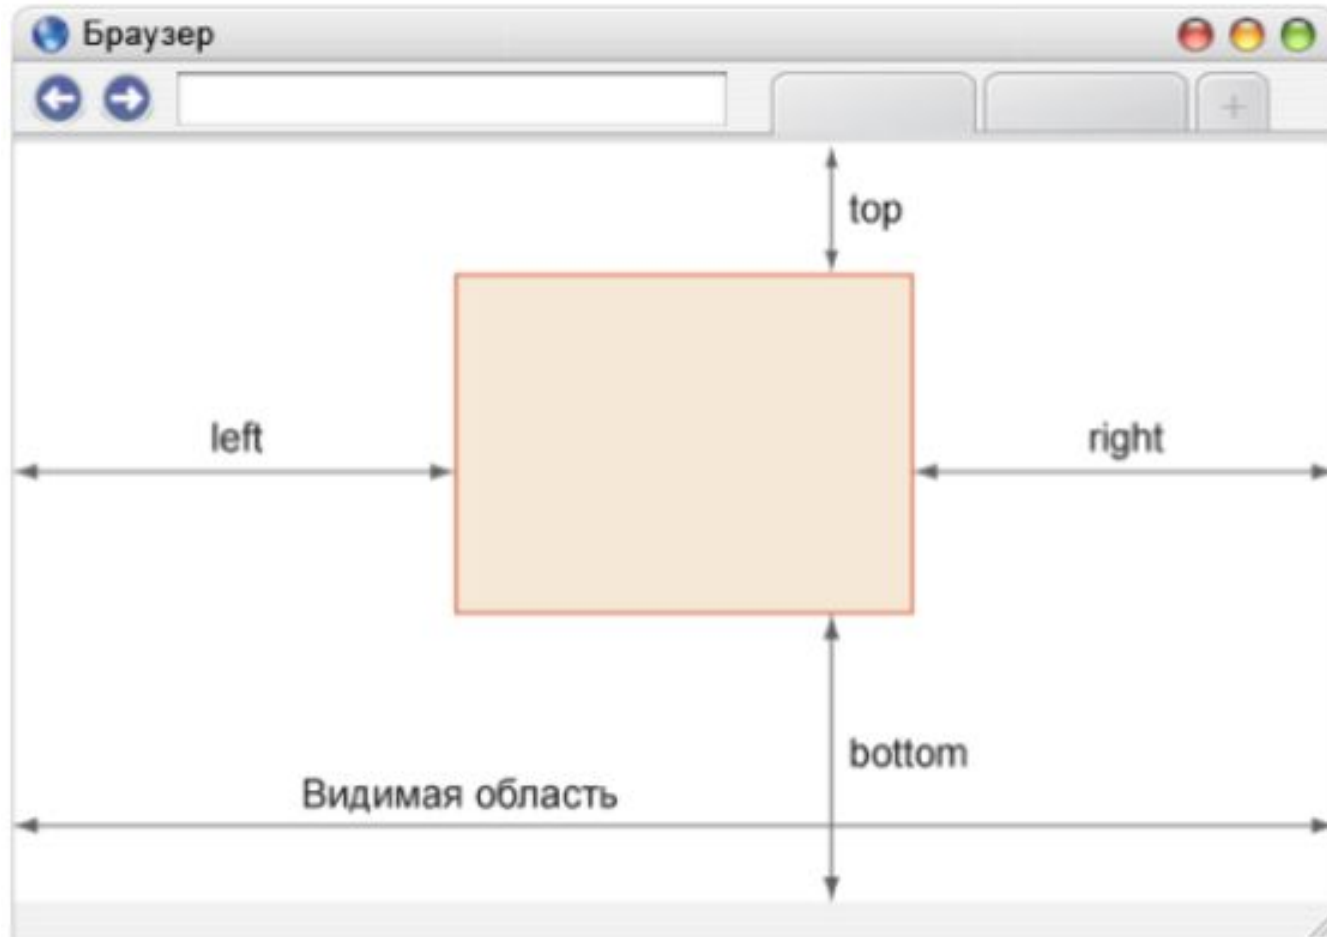 Браузер
+
top
left
right
bottom
Видимая область